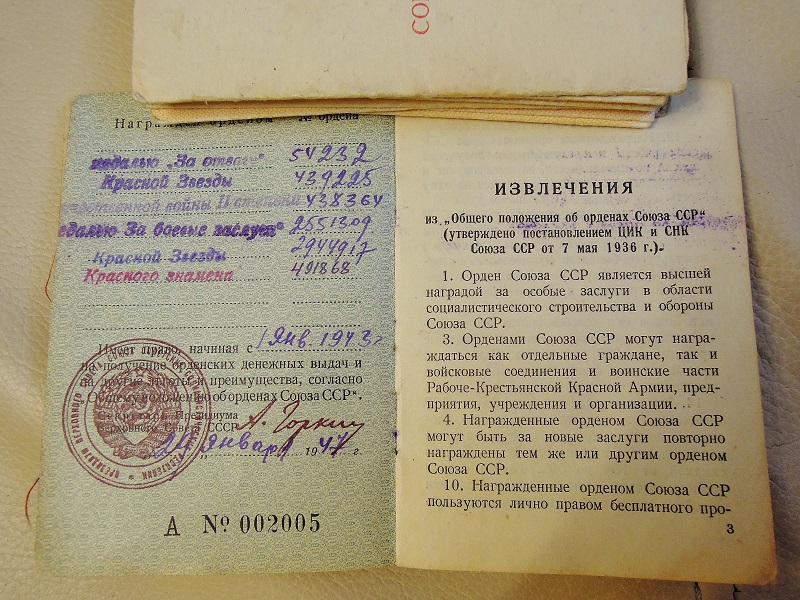 СО
Награжден орденом № ордена
медалью „За отвагу“ 54232
Красной Звезды 439225
Отечественной войны II степени 438364
медалью За боевые заслуги“ 2551309
Красной Звезды 2944917
Красного знамени 491868
Имеет право, начиная с 1 Янв. 1943 г
на получение орденских денежных выдач и
на другие льготы и преимущества, согласно
„Общему положению об орденах Союза ССР“.
Секретарь Президиума
Верховного Совета СССР А. Горкин
29 января 1947 г.
А № 002005
ИЗВЛЕЧЕНИЯ
из „Общего положения об орденах Союза ССР“
(утверждено постановлением ЦИК и СНК
Союза ССР от 7 мая 1936 г.).
1. Орден Союза ССР является высшей
наградой за особые заслуги в области
социалистического строительства и обороны
Союза ССР.
3. Орденами Союза ССР могут награ-
ждаться как отдельные граждане, так и
войсковые соединения и воинские части
Рабоче-Крестьянской Красной Армии, пред-
приятия, учреждения и организации.
4. Награжденные орденом Союза ССР
могут быть за новые заслуги повторно
награждены тем же или другим орденом
Союза ССР.
10. Награжденные орденом Союза ССР
пользуются лично правом бесплатного про-
3